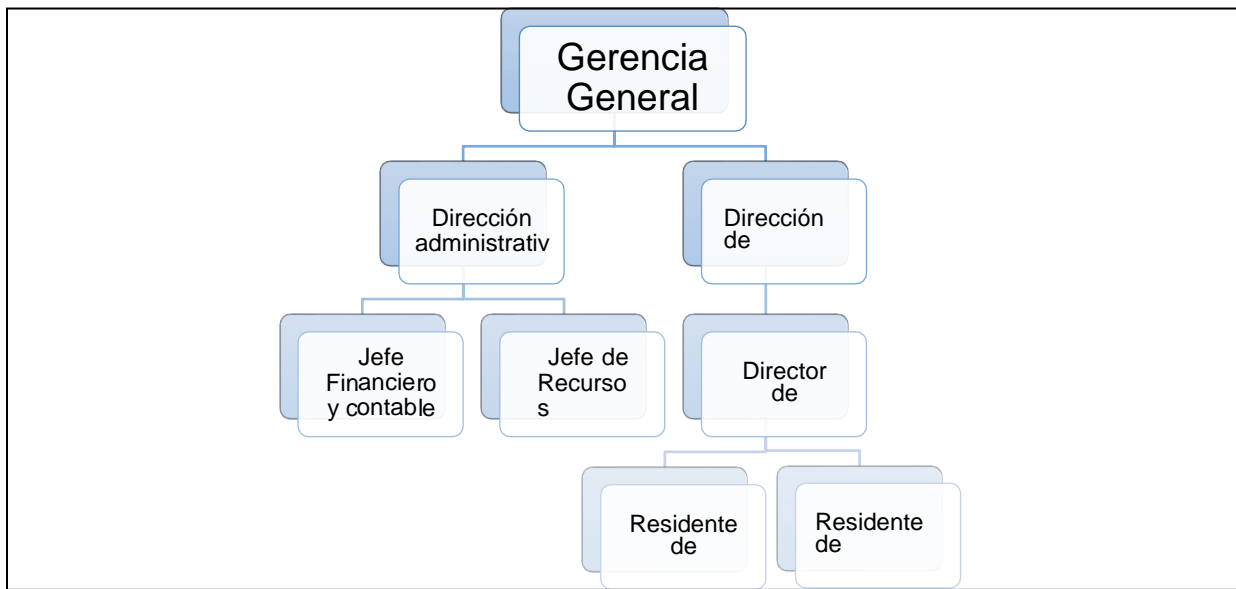 Gerencia
General
Dirección
administrativ
Dirección
de
Jefe
Financiero
y contable
Jefe de
Recurso
s
Director
de
Residente
de
Residente
de